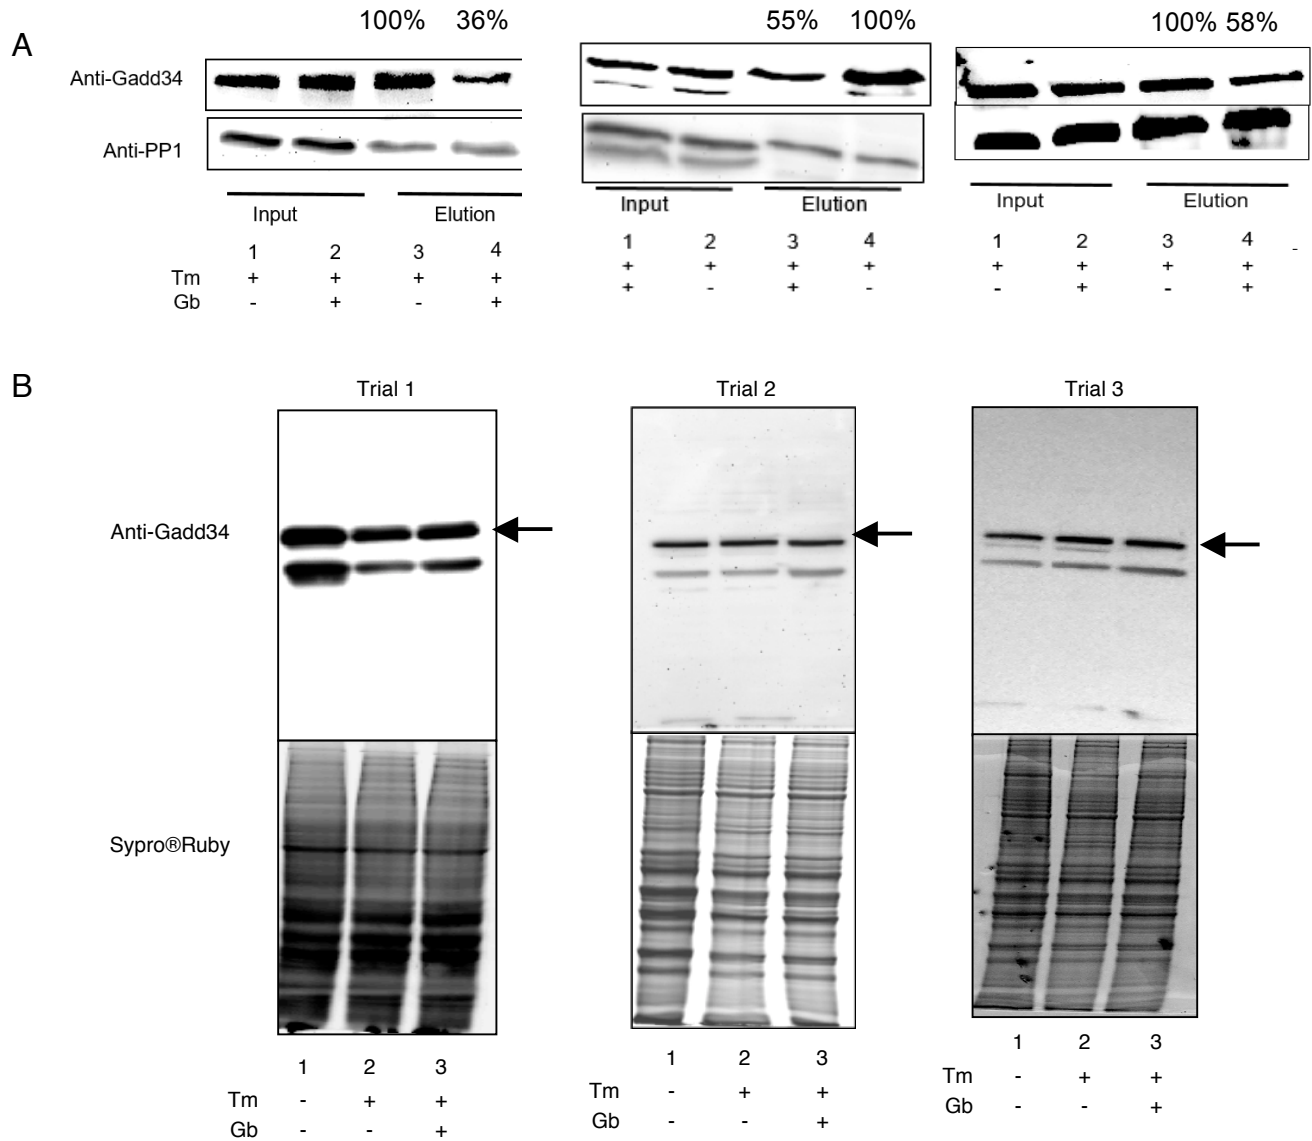 A
100% 36% 55% 100% 100% 58%
Anti-Gadd34
Anti-PP1
Input Elution Input Elution Input Elution
1 2 3 4 1 2 3 4 1 2 3 4 -
Tm + + + + + + + + + + + +
Gb - + - + + - + - - + - +
B
Trial 1 Trial 2 Trial 3
Anti-Gadd34
Sypro®Ruby
1 2 3 1 2 3 1 2 3
Tm - + + Tm - + + Tm - + +
Gb - - + Gb - - + Gb - - +